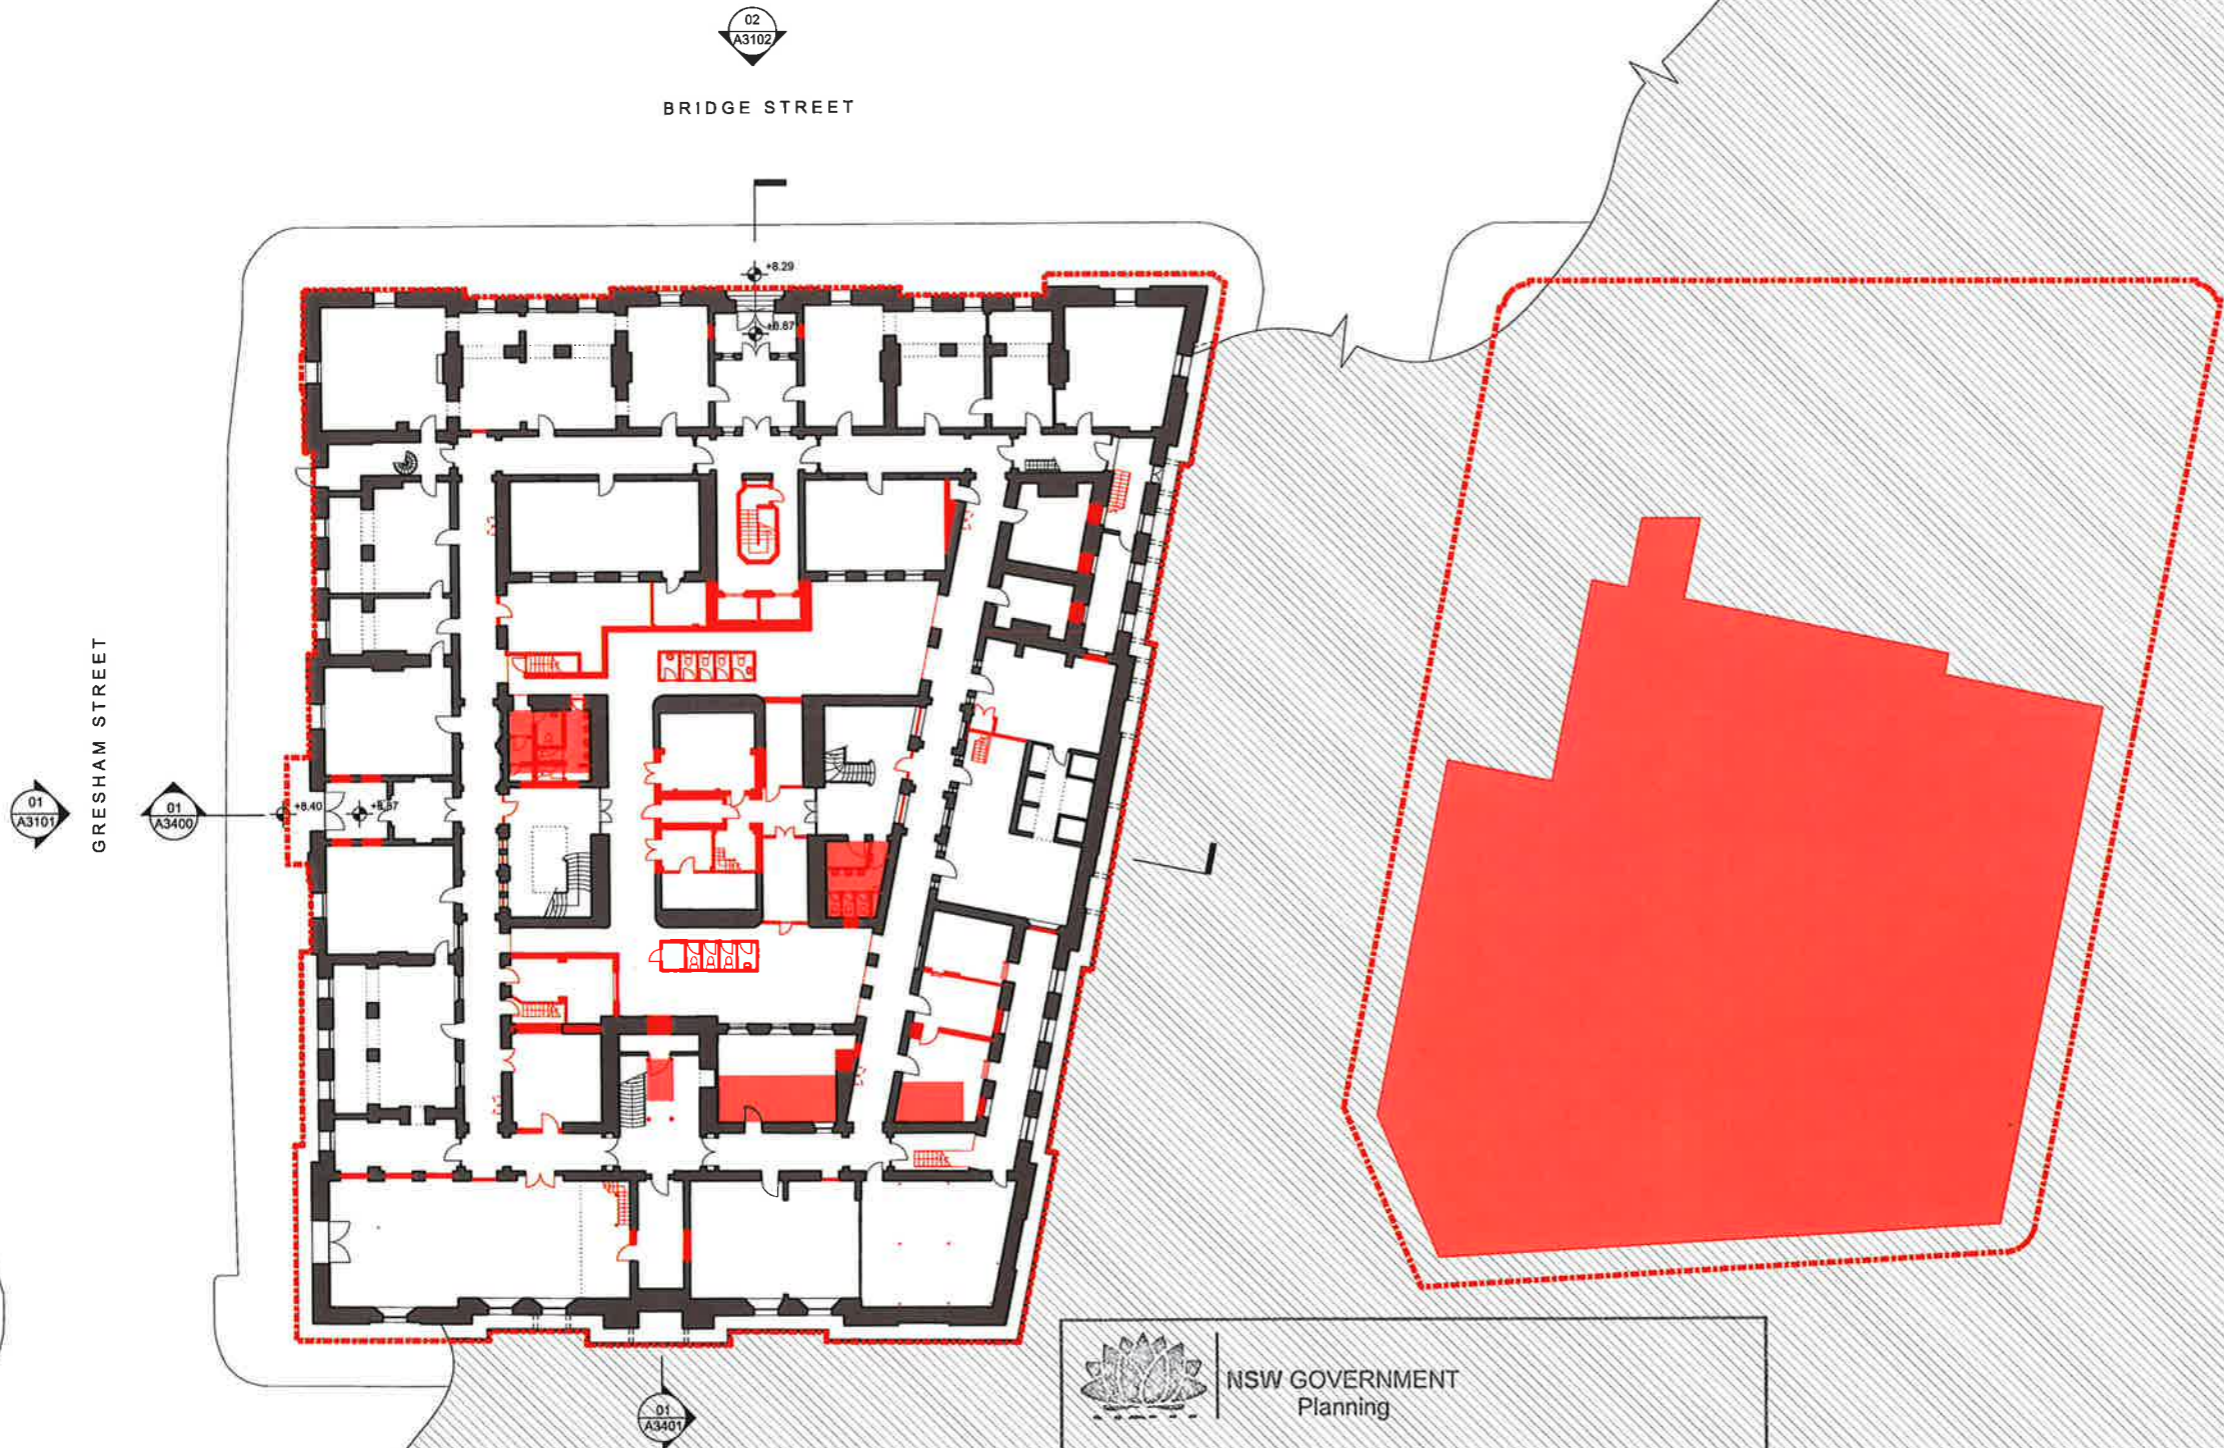 02
A3102
BRIDGE STREET
+8.29
+8.87
GRESHAM STREET
01
A3101
01
A3400
+8.40
+8.87
01
A3401
NSW GOVERNMENT
Planning